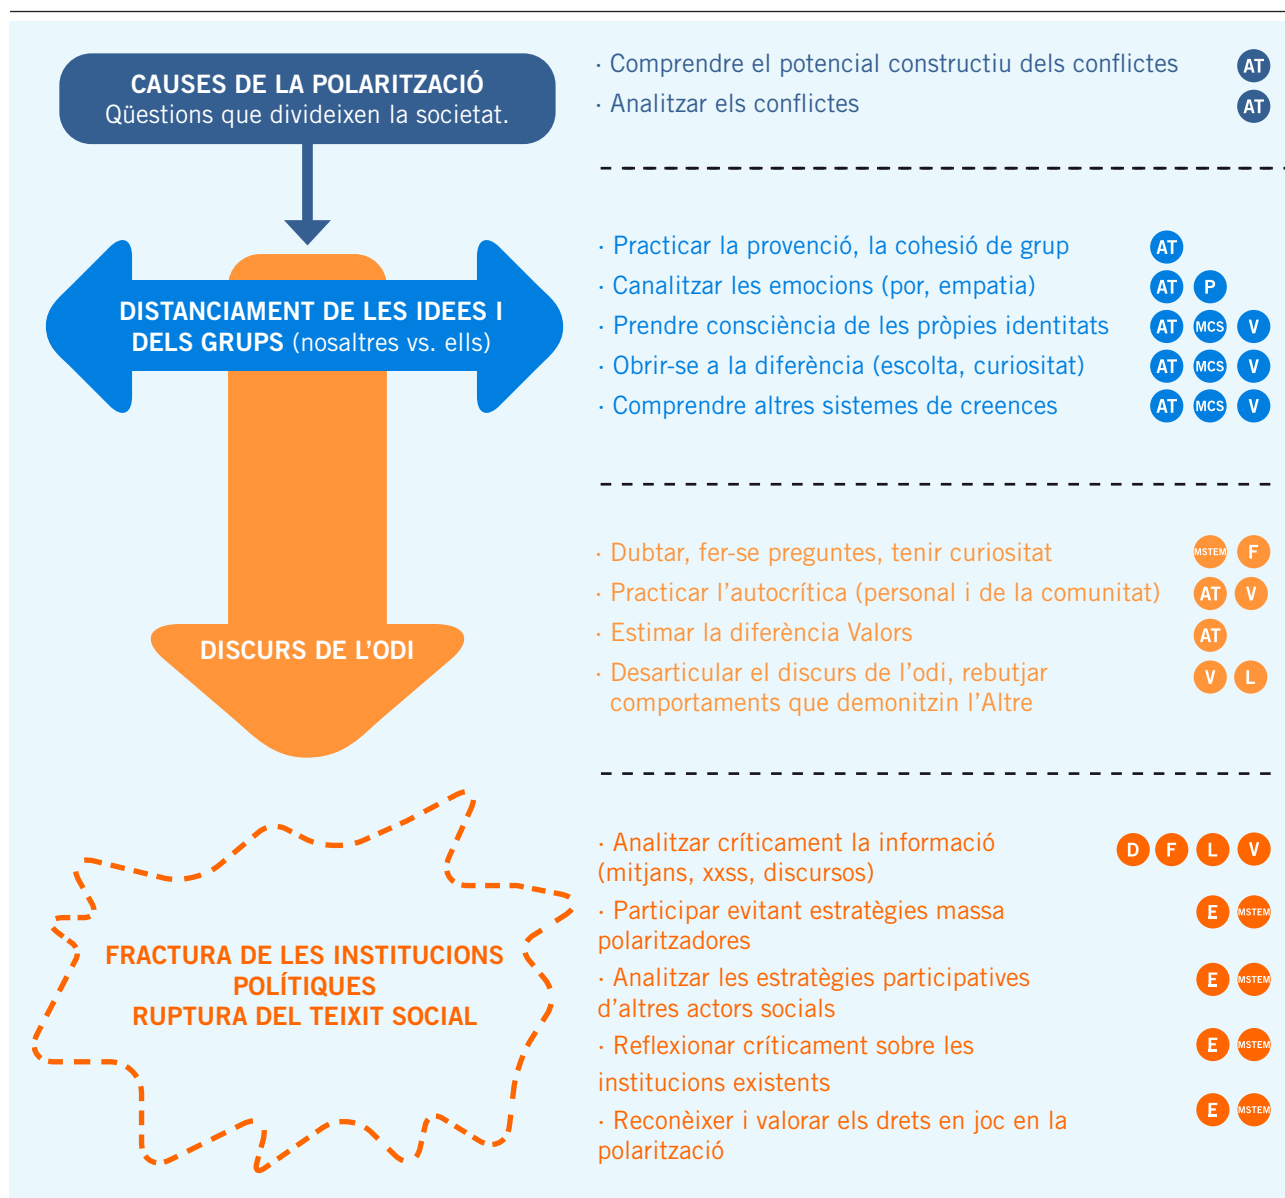 CAUSES DE LA POLARITZACIÓ
Qüestions que divideixen la societat.
· Comprendre el potencial constructiu dels conflictes AT
· Analitzar els conflictes AT
DISTANCIAMENT DE LES IDEES I
DELS GRUPS (nosaltres vs. ells)
· Practicar la provenció, la cohesió de grup AT
· Canalitzar les emocions (por, empatia) AT P
· Prendre consciència de les pròpies identitats AT MCS V
· Obrir-se a la diferència (escolta, curiositat) AT MCS V
· Comprendre altres sistemes de creences AT MCS V
DISCURS DE L'ODI
· Dubtar, fer-se preguntes, tenir curiositat MSTEM F
· Practicar l'autocrítica (personal i de la comunitat) AT V
· Estimar la diferència Valors AT
· Desarticular el discurs de l'odi, rebutjar V L
comportaments que demonitzin l'Altre
FRACTURA DE LES INSTITUCIONS
POLÍTIQUES
RUPTURA DEL TEIXIT SOCIAL
· Analitzar críticament la informació D F L V
(mitjans, xxss, discursos)
· Participar evitant estratègies massa E MSTEM
polaritzadores
· Analitzar les estratègies participatives E MSTEM
d'altres actors socials
· Reflexionar críticament sobre les E MSTEM
institucions existents
· Reconèixer i valorar els drets en joc en la E MSTEM
polarització